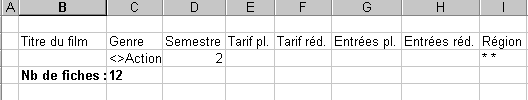 A B C D E F G H I
Titre du film Genre Semestre Tarif pl. Tarif réd. Entrées pl. Entrées réd. Région
<>Action 2 * *
Nb de fiches : 12